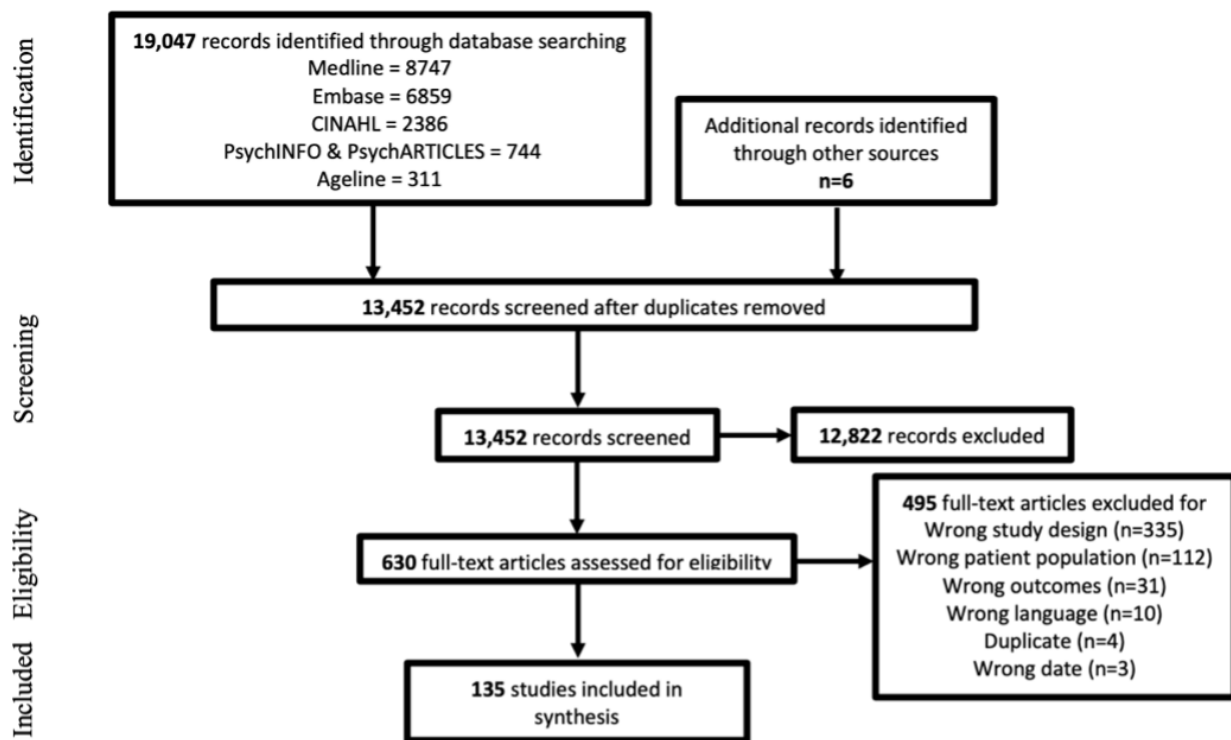 Identification
19,047 records identified through database searching
Medline = 8747
Embase = 6859
CINAHL = 2386
PsychINFO & PsychARTICLES = 744
Ageline = 311
Additional records identified
through other sources
n=6
Screening
13,452 records screened after duplicates removed
13,452 records screened
12,822 records excluded
Eligibility
630 full-text articles assessed for eligibility
495 full-text articles excluded for
Wrong study design (n=335)
Wrong patient population (n=112)
Wrong outcomes (n=31)
Wrong language (n=10)
Duplicate (n=4)
Wrong date (n=3)
Included
135 studies included in
synthesis